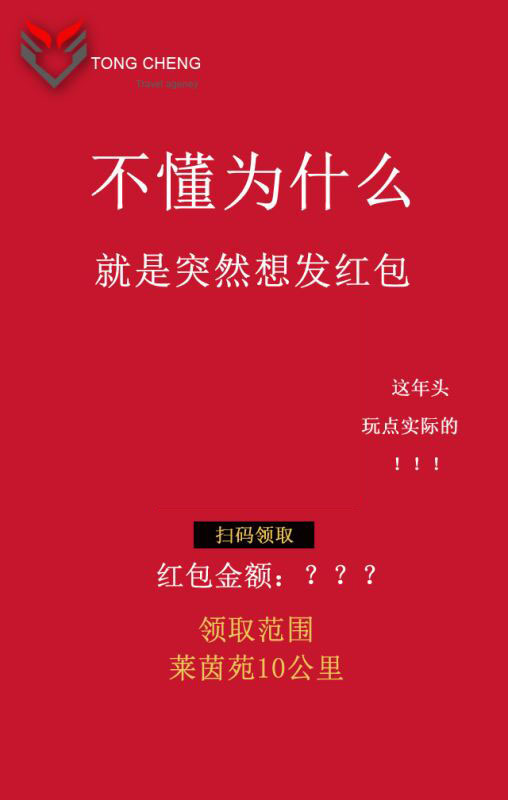 TONG CHENG
Travel agency
不懂为什么
就是突然想发红包
这年头
玩点实际的
！！！
扫码领取
红包金额：？？？
领取范围
莱茵苑10公里